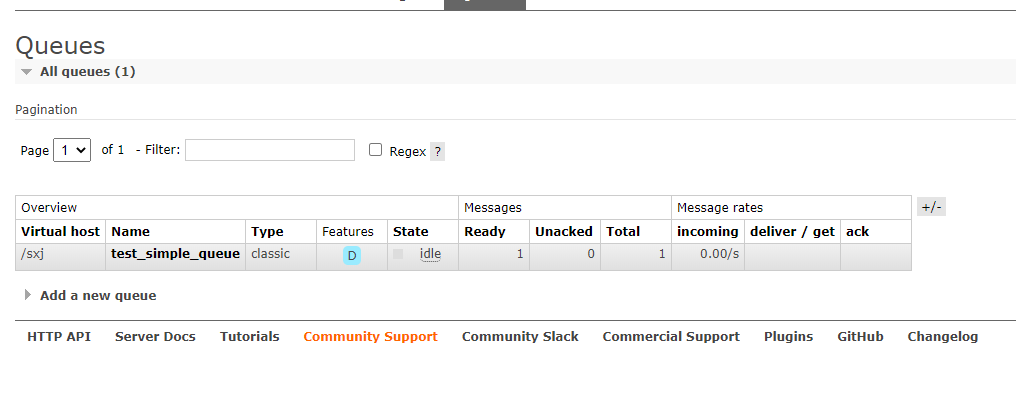 Queues
All queues (1)
Pagination
Page 1 of 1 - Filter: Regex ?
Overview Messages Message rates +/-
Virtual host Name Type Features State Ready Unacked Total incoming deliver / get ack
/sxj test_simple_queue classic D idle 1 0 1 0.00/s
Add a new queue
HTTP API Server Docs Tutorials Community Support Community Slack Commercial Support Plugins GitHub Changelog